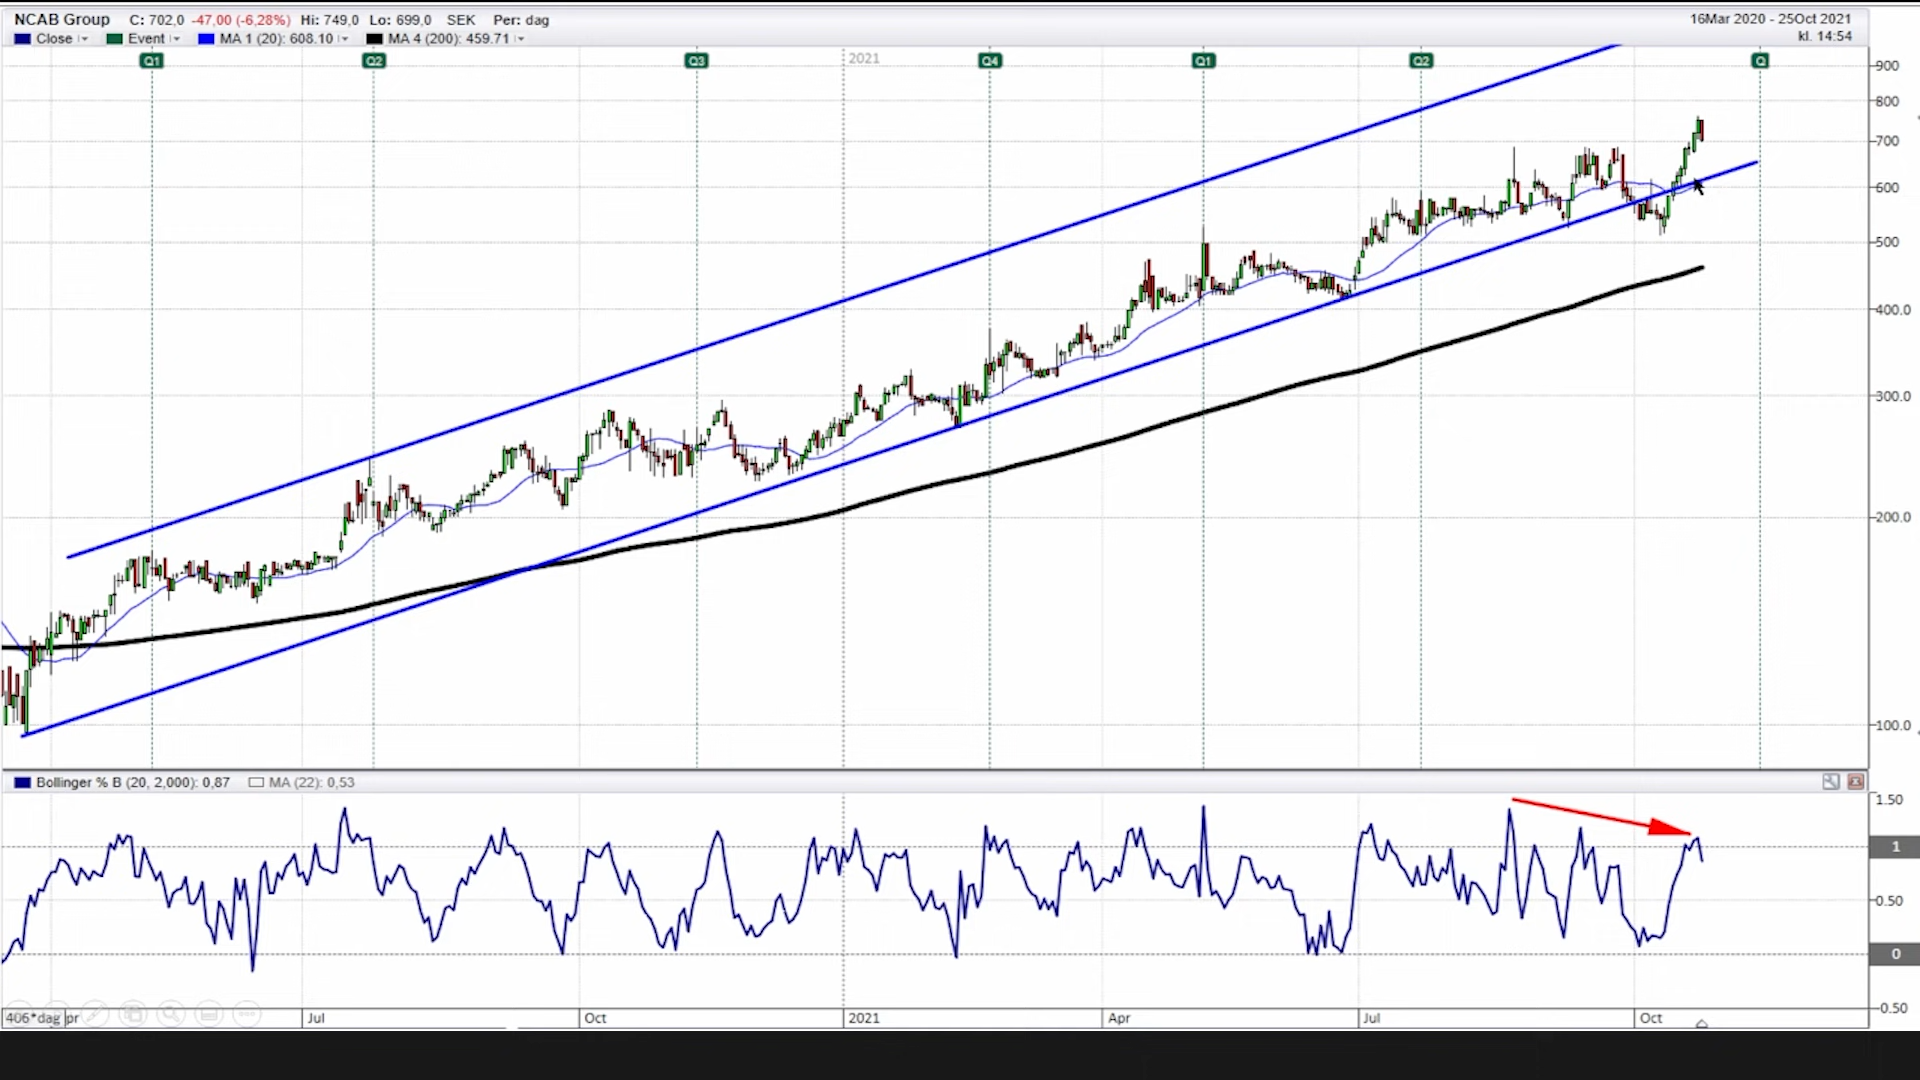 NCAB Group C: 702,0 -47,00 (-6,28%) Hi: 749,0 Lo: 699,0 SEK Per: dag
16Mar 2020 - 25Oct 2021
Close Event MA 1 (20): 608.10 MA 4 (200): 459.71
kl. 14:54
Q1 Q2 Q3 2021 Q4 Q1 Q2 Q
900
800
700
600
500
400.0
300.0
200.0
100.0
Bollinger % B (20, 2,000): 0,87 MA (22): 0,53
1.50
1
0.50
0
-0.50
406*dag pr Jul Oct 2021 Apr Jul Oct